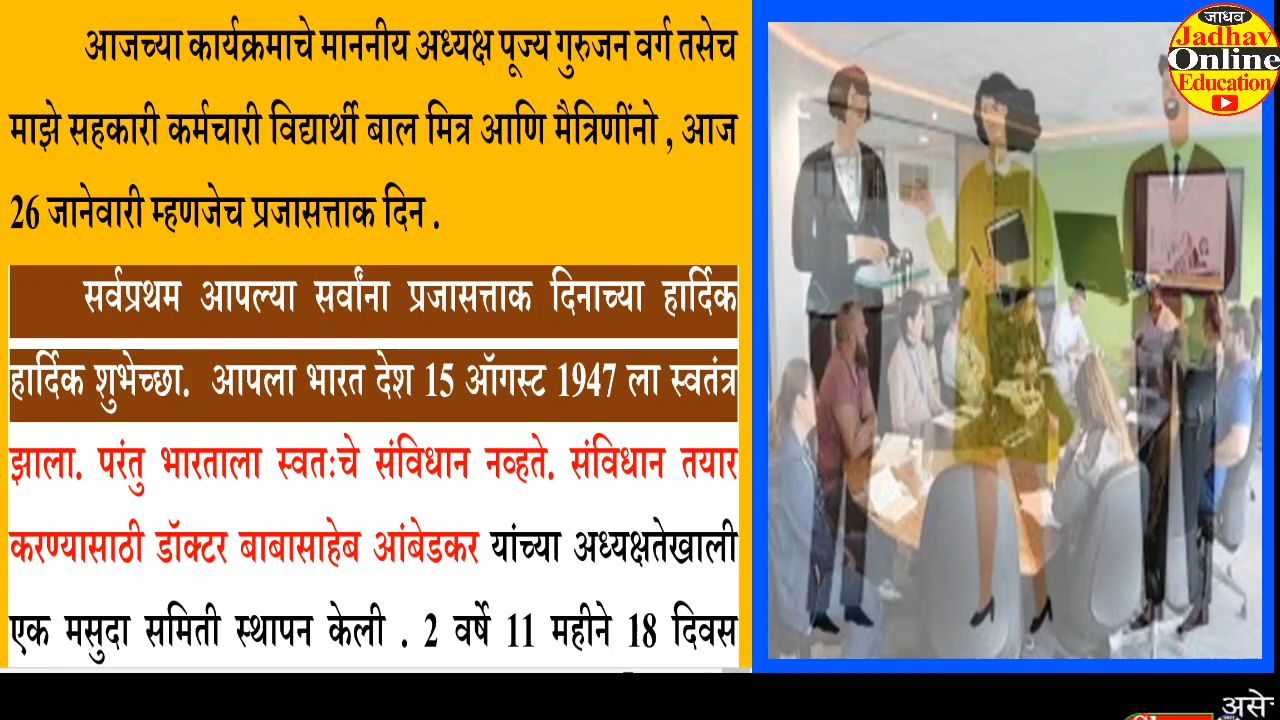 आजच्या कार्यक्रमाचे माननीय अध्यक्ष पूज्य गुरुजन वर्ग तसेच
माझे सहकारी कर्मचारी विद्यार्थी बाल मित्र आणि मैत्रिणींनो , आज
26 जानेवारी म्हणजेच प्रजासत्ताक दिन .
सर्वप्रथम आपल्या सर्वांना प्रजासत्ताक दिनाच्या हार्दिक
हार्दिक शुभेच्छा. आपला भारत देश 15 ऑगस्ट 1947 ला स्वतंत्र
झाला. परंतु भारताला स्वतःचे संविधान नव्हते. संविधान तयार
करण्यासाठी डॉक्टर बाबासाहेब आंबेडकर यांच्या अध्यक्षतेखाली
एक मसुदा समिती स्थापन केली . 2 वर्षे 11 महीने 18 दिवस
जाधव
Jadhav
Online
Education